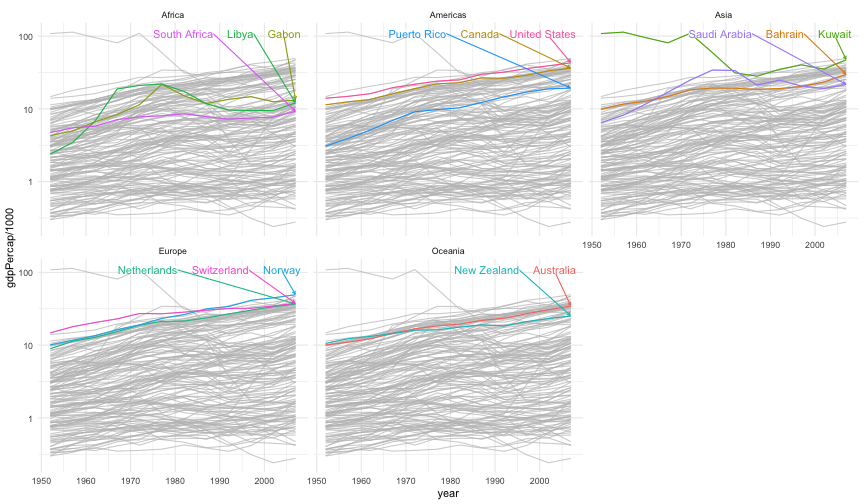 Africa
Americas
Asia
South Africa Libya Gabon
Puerto Rico Canada United States
Saudi Arabia Bahrain Kuwait
100
10
1
1950 1960 1970 1980 1990 2000
gdpPercap/1000
Europe
Oceania
Netherlands Switzerland Norway
New Zealand Australia
100
10
1
1950 1960 1970 1980 1990 2000
1950 1960 1970 1980 1990 2000
year